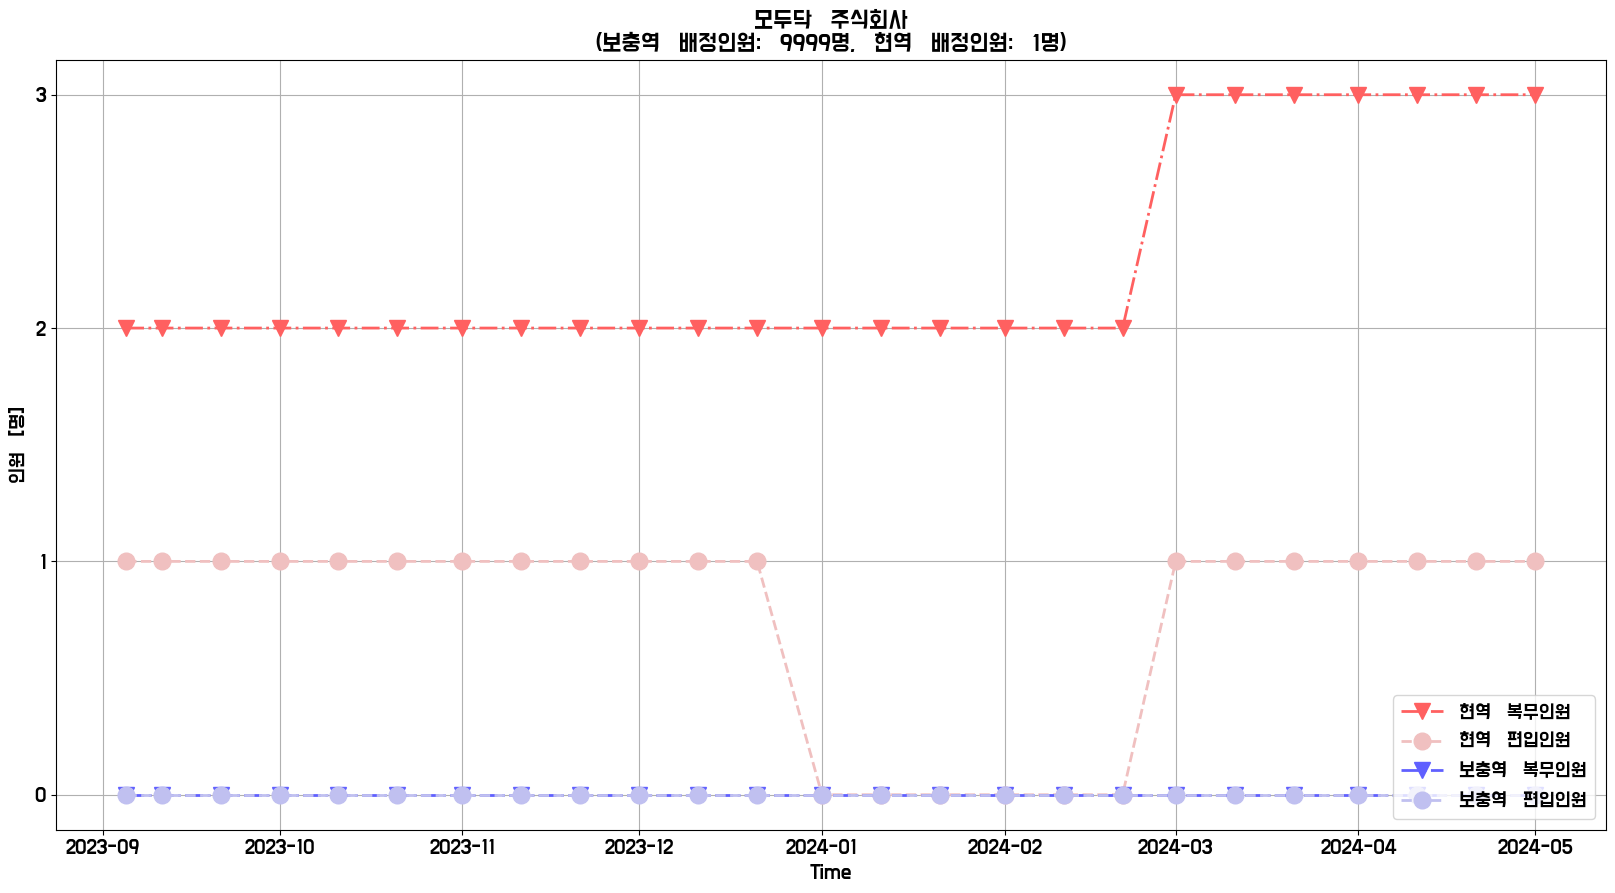 모두닥 주식회사
(보충역 배정인원: 9999명, 현역 배정인원: 1명)
인원 [명]
3
2
1
0
현역 복무인원
현역 편입인원
보충역 복무인원
보충역 편입인원
2023-09 2023-10 2023-11 2023-12 2024-01 2024-02 2024-03 2024-04 2024-05
Time